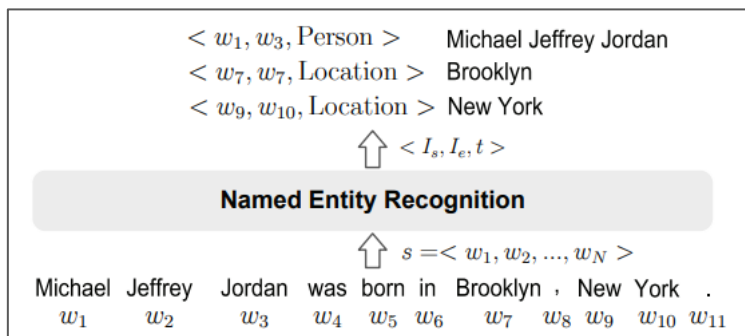 < w₁, w₃, Person > Michael Jeffrey Jordan
< w₇, w₇, Location > Brooklyn
< w₉, w₁₀, Location > New York
< Iₛ, Iₑ, t >
Named Entity Recognition
s =< w₁, w₂, ..., w_N >
Michael Jeffrey Jordan was born in Brooklyn , New York .
w₁ w₂ w₃ w₄ w₅ w₆ w₇ w₈ w₉ w₁₀ w₁₁